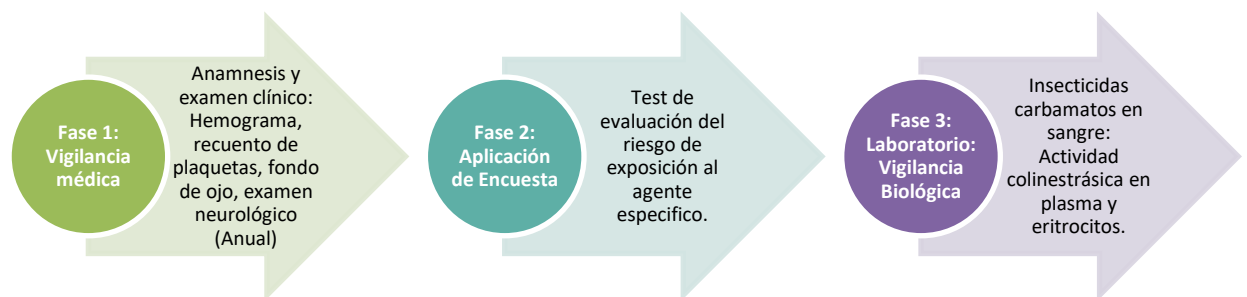 Fase 1:
Vigilancia
médica
Anamnesis y
examen clínico:
Hemograma,
recuento de
plaquetas, fondo
de ojo, examen
neurológico
(Anual)
Fase 2:
Aplicación
de Encuesta
Test de
evaluación del
riesgo de
exposición al
agente
especifico.
Fase 3:
Laboratorio:
Vigilancia
Biológica
Insecticidas
carbamatos en
sangre:
Actividad
colinestrásica en
plasma y
eritrocitos.